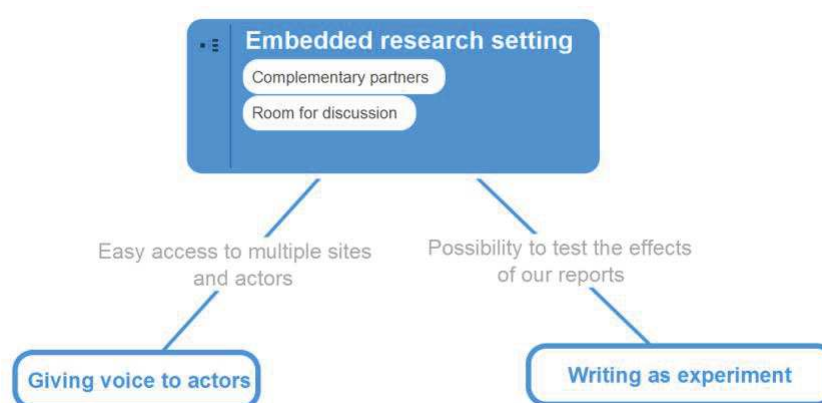 Embedded research setting
Complementary partners
Room for discussion
Easy access to multiple sites
and actors
Possibility to test the effects
of our reports
Giving voice to actors
Writing as experiment